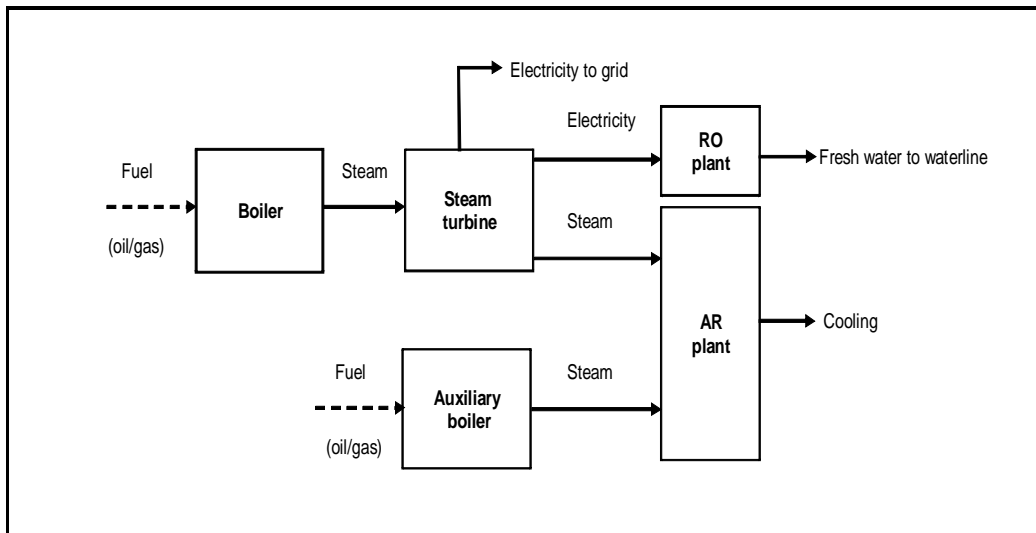 Electricity to grid
Electricity
RO
plant
Fresh water to waterline
Fuel
Steam
Boiler
Steam
turbine
Steam
(oil/gas)
AR
plant
Cooling
Fuel
Steam
Auxiliary
boiler
(oil/gas)